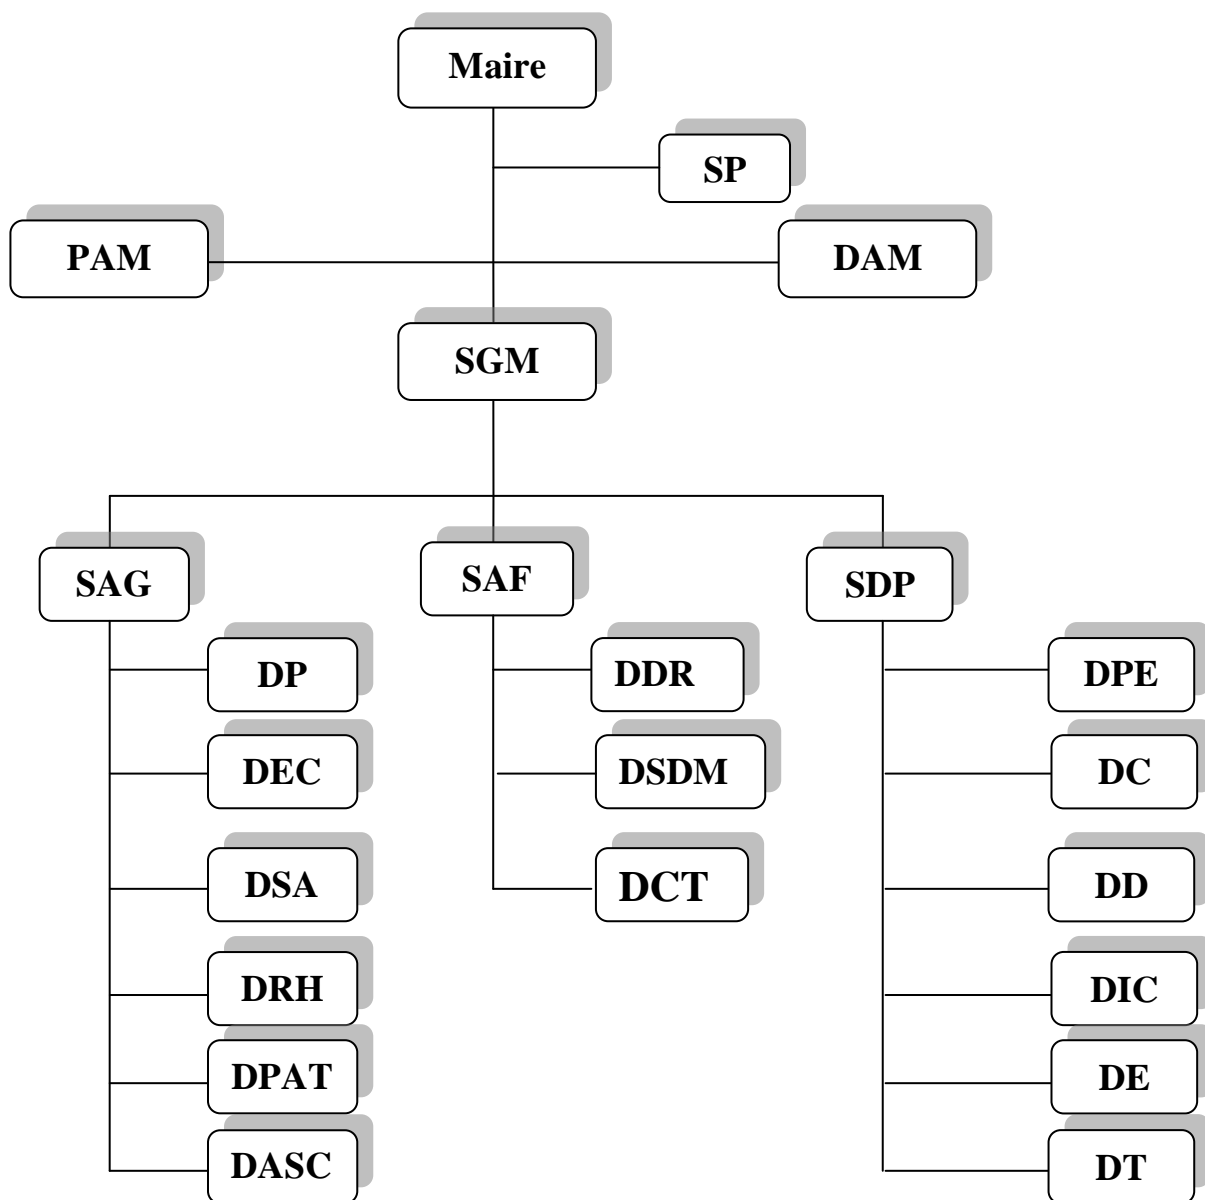 Maire
SP
PAM
DAM
SGM
SAG
SAF
SDP
DP
DDR
DPE
DEC
DSDM
DC
DSA
DCT
DD
DRH
DIC
DPAT
DE
DASC
DT